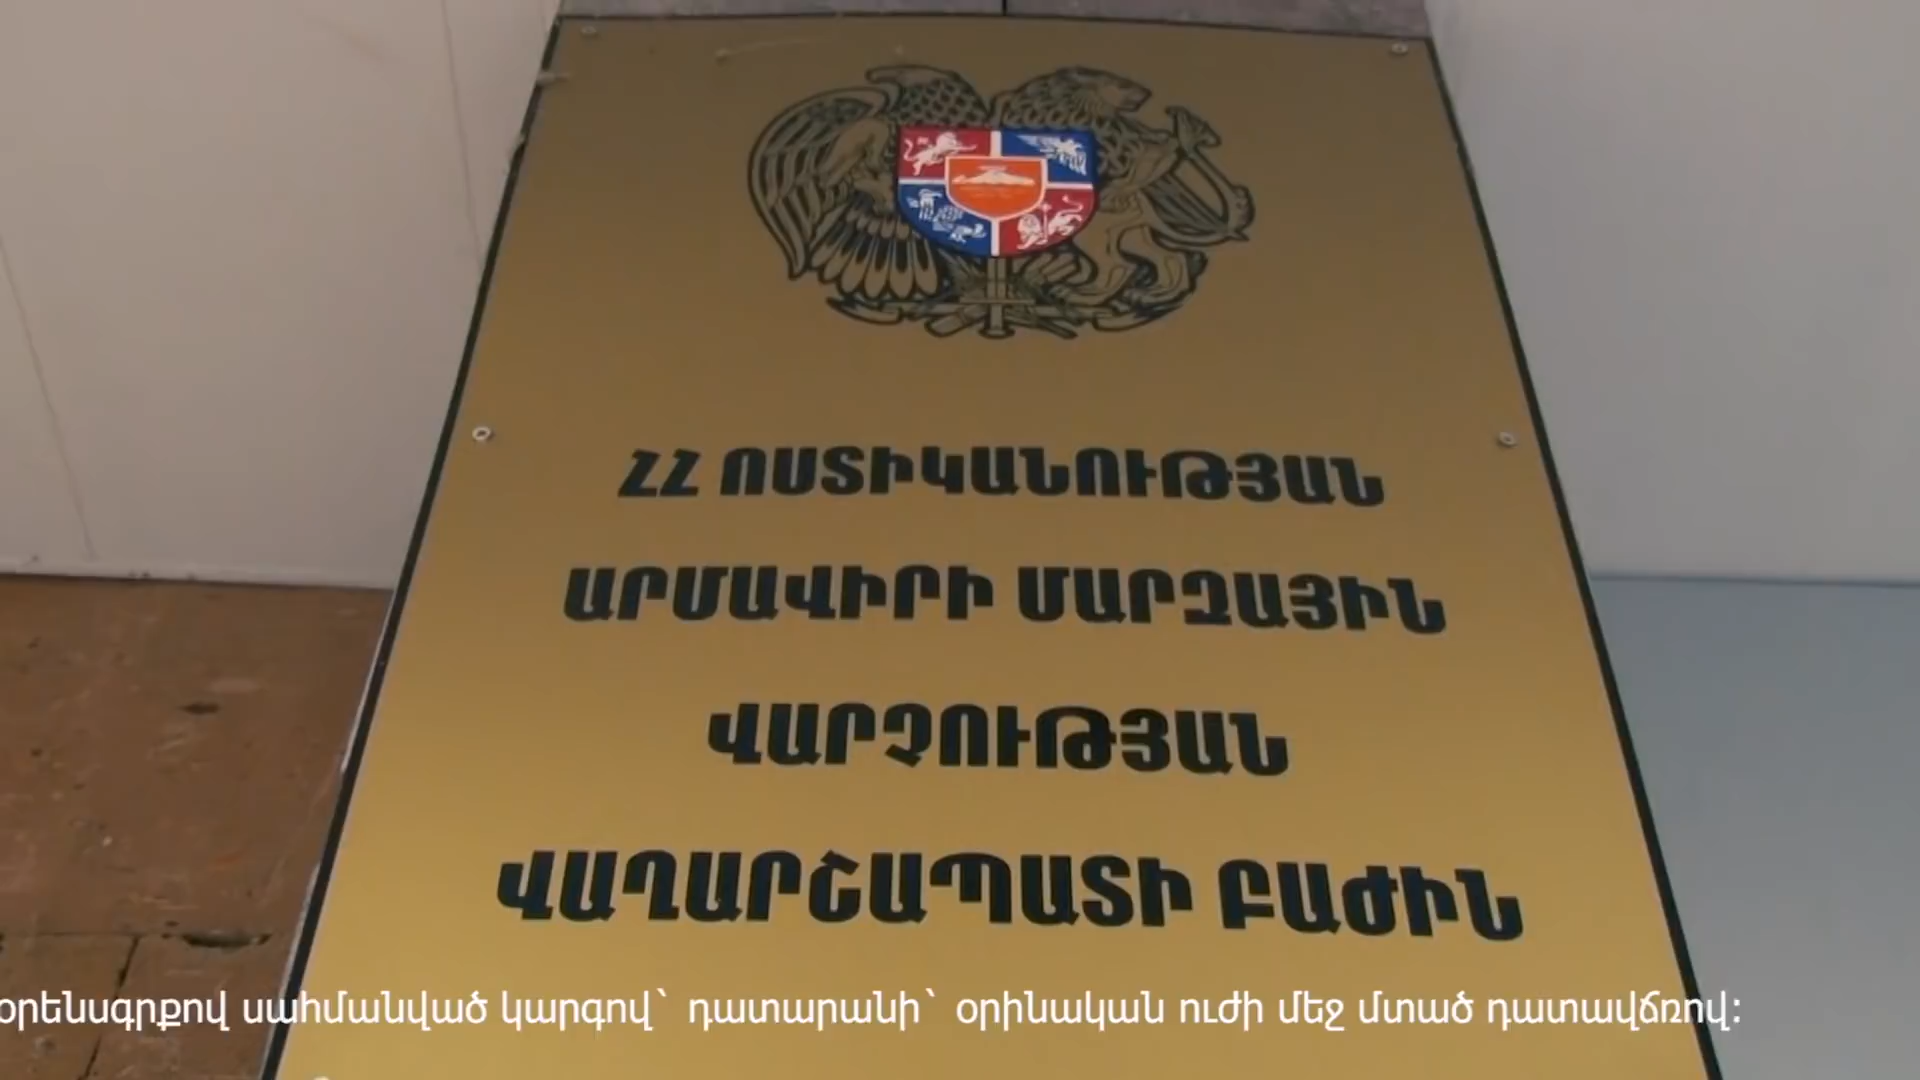 ՀՀ ՈՍՏԻԿԱՆՈՒԹՅԱՆ
ԱՐՄԱՎԻՐԻ ՄԱՐԶԱՅԻՆ
ՎԱՐՉՈՒԹՅԱՆ
ՎԱՂԱՐՇԱՊԱՏԻ ԲԱԺԻՆ
օրենսգրքով սահմանված կարգով՝ դատարանի՝ օրինական ուժի մեջ մտած դատավճռով: